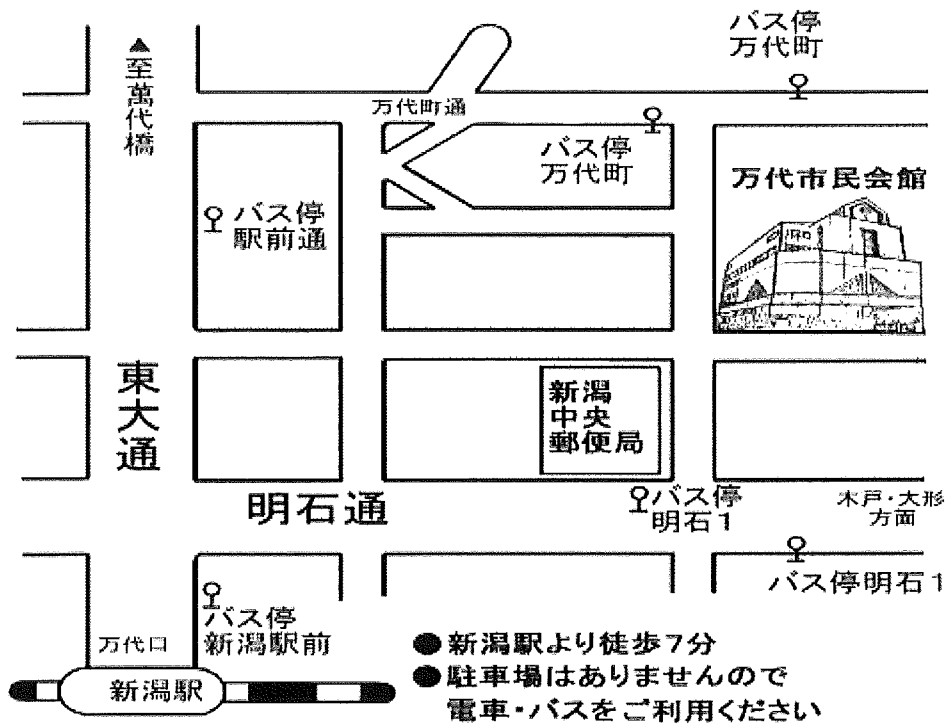 バス停
万代町
▲至萬代橋
万代町通
バス停
万代町
万代市民会館
バス停
駅前通
東大通
新潟
中央
郵便局
明石通
バス停
明石1
木戸・大形
方面
バス停明石1
バス停
新潟駅前
万代口
新潟駅
●新潟駅より徒歩7分
●駐車場はありませんので
電車・バスをご利用ください